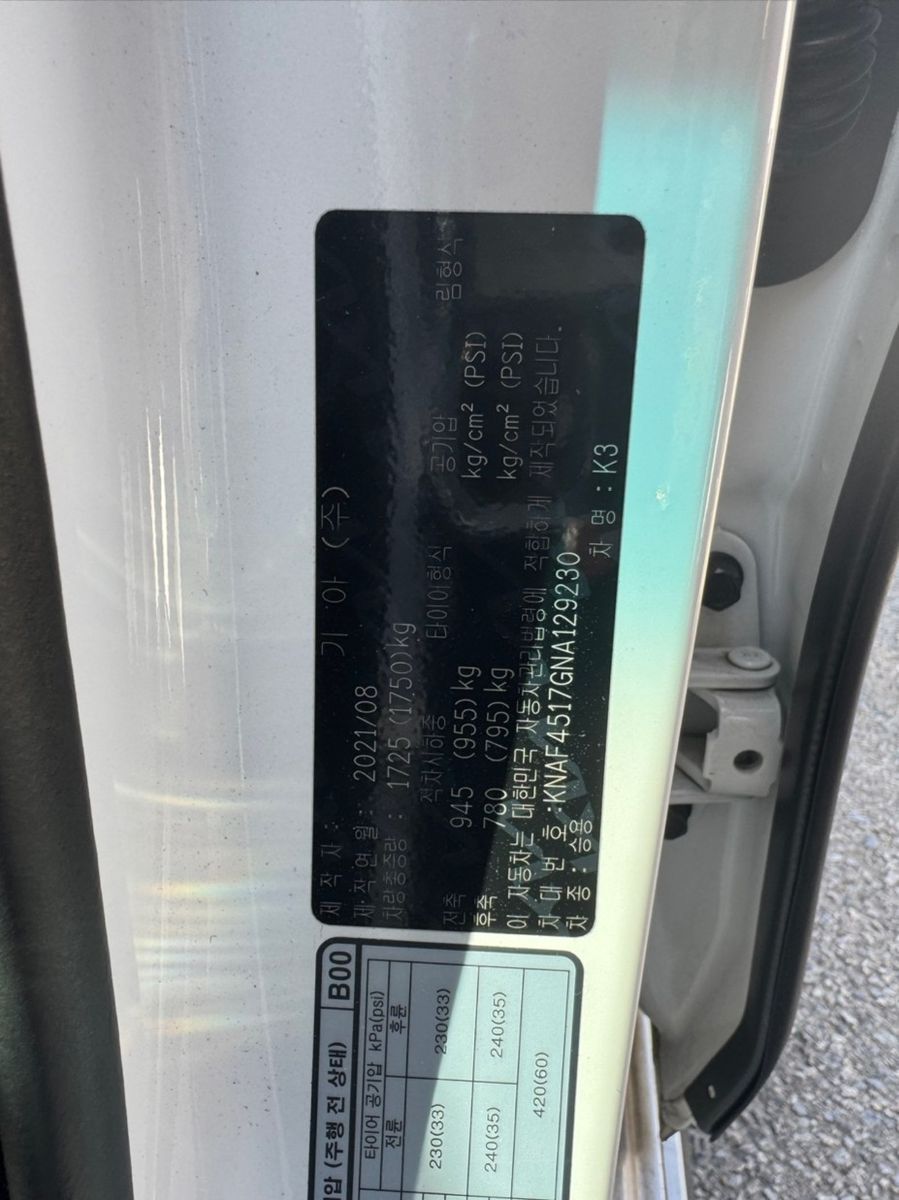 제 작 자 : 기 아 (주)
제·작 연 월 : 2021/08
차량총중량 : 1725 (1750)kg
적차시하중 타이어형식 공기압 림형식
전축 945 (955)kg kg/cm² (PSI)
후축 780 (795)kg kg/cm² (PSI)
이 자동차는 대한민국 자동차관리법령에 적합하게 제작되었습니다.
차 대 번 호 :KNAF4517GNA129230
차 종 : 승용 차 명 : K3
압 (주행 전 상태) B00
타이어 공기압 kPa(psi)
전륜 후륜
230(33) 230(33)
240(35) 240(35)
420(60)